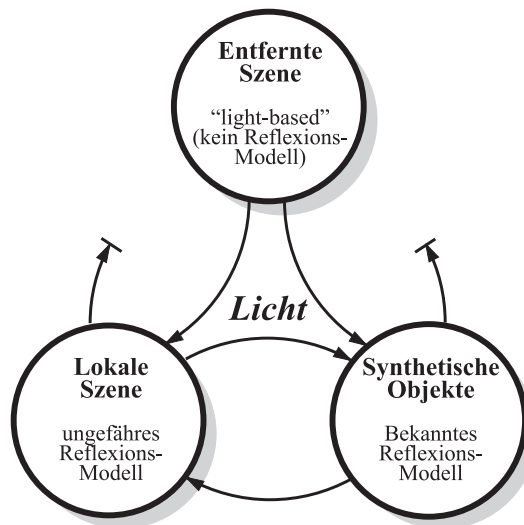 Entfernte
Szene
“light-based”
(kein Reflexions-
Modell)
Licht
Lokale
Szene
ungefähres
Reflexions-
Modell
Synthetische
Objekte
Bekanntes
Reflexions-
Modell